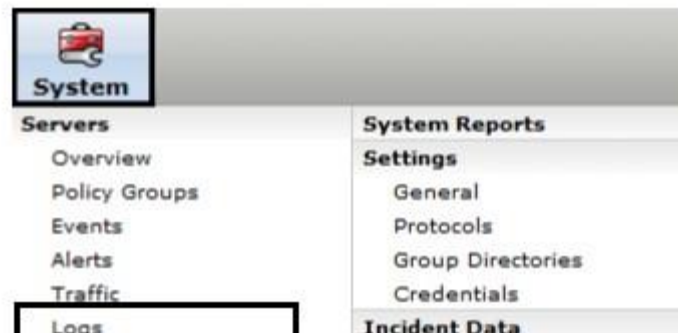 System
Servers
Overview
Policy Groups
Events
Alerts
Traffic
Logs
System Reports
Settings
General
Protocols
Group Directories
Credentials
Incident Data